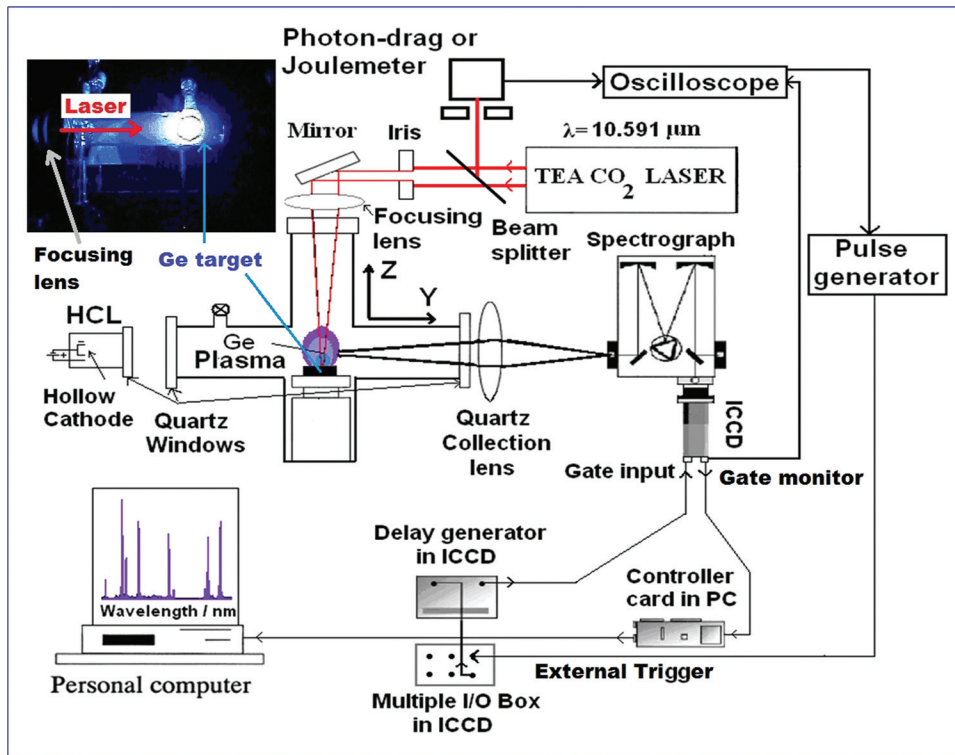 Photon-drag or
Joulemeter
Oscilloscope
Laser
Mirror
Iris
λ= 10.591 μm
TEA CO2 LASER
Focusing
lens
Beam
splitter
Spectrograph
Pulse
generator
Focusing
lens
Ge target
Z
Y
HCL
Ge
Plasma
Hollow
Cathode
Quartz
Windows
Quartz
Collection
lens
ICCD
Gate input
Gate monitor
Delay generator
in ICCD
Controller
card in PC
Wavelength / nm
External Trigger
Personal computer
Multiple I/O Box
in ICCD